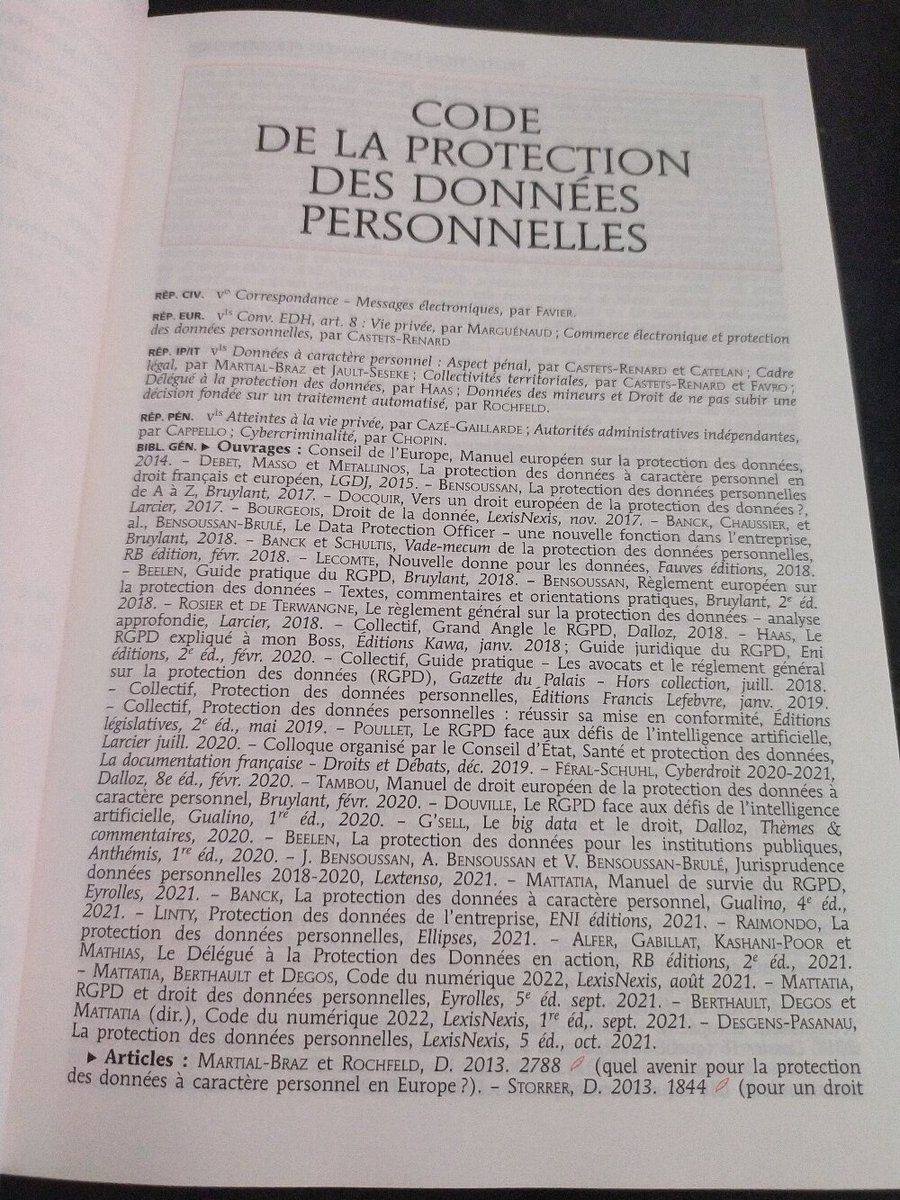 CODE
DE LA PROTECTION
DES DONNÉES
PERSONNELLES
RÉP. CIV. vº Correspondance – Messages électroniques, par FAVIER.
RÉP. EUR. vis Conv. EDH, art. 8 : Vie privée, par MARGUÉNAUD ; Commerce électronique et protection
des données personnelles, par CASTETS-RENARD
RÉP. IP/IT vis Données à caractère personnel : Aspect pénal, par CASTETS-RENARD et CATELAN ; Cadre
légal, par MARTIAL-BRAZ et JAULT-SESEKE ; Collectivités territoriales, par CASTETS-RENARD et FAVRO ;
Délégué à la protection des données, par HAAS ; Données des mineurs et Droit de ne pas subir une
décision fondée sur un traitement automatisé, par ROCHFELD.
RÉP. PÉN. vis Atteintes à la vie privée, par CAZÉ-GAILLARDE ; Autorités administratives indépendantes,
par CAPPELLO ; Cybercriminalité, par CHOPIN.
BIBL. GÉN. ▶ Ouvrages : Conseil de l'Europe, Manuel européen sur la protection des données,
2014. – DEBET, MASSO et METALLINOS, La protection des données à caractère personnel en
droit français et européen, LGDJ, 2015. – BENSOUSSAN, La protection des données personnelles
de A à Z, Bruylant, 2017. – DOCQUIR, Vers un droit européen de la protection des données ?,
Larcier, 2017. – BOURGEOIS, Droit de la donnée, LexisNexis, nov. 2017. – BANCK, CHAUSSIER, et
al., BENSOUSSAN-BRULÉ, Le Data Protection Officer – une nouvelle fonction dans l'entreprise,
Bruylant, 2018. – BANCK et SCHULTIS, Vade-mecum de la protection des données personnelles,
RB édition, févr. 2018. – LECOMTE, Nouvelle donne pour les données, Fauves éditions, 2018.
– BEELEN, Guide pratique du RGPD, Bruylant, 2018. – BENSOUSSAN, Règlement européen sur
la protection des données – Textes, commentaires et orientations pratiques, Bruylant, 2e éd.
2018. – ROSIER et DE TERWANGNE, Le règlement général sur la protection des données – analyse
approfondie, Larcier, 2018. – Collectif, Grand Angle le RGPD, Dalloz, 2018. – HAAS, Le
RGPD expliqué à mon Boss, Éditions Kawa, janv. 2018 ; Guide juridique du RGPD, Eni
éditions, 2e éd., févr. 2020. – Collectif, Guide pratique – Les avocats et le réglement général
sur la protection des données (RGPD), Gazette du Palais – Hors collection, juill. 2018.
– Collectif, Protection des données personnelles, Éditions Francis Lefebvre, janv. 2019.
– Collectif, Protection des données personnelles : réussir sa mise en conformité, Éditions
législatives, 2e éd., mai 2019. – POULLET, Le RGPD face aux défis de l'intelligence artificielle,
Larcier juill. 2020. – Colloque organisé par le Conseil d'État, Santé et protection des données,
La documentation française – Droits et Débats, déc. 2019. – FÉRAL-SCHUHL, Cyberdroit 2020-2021,
Dalloz, 8e éd., févr. 2020. – TAMBOU, Manuel de droit européen de la protection des données à
caractère personnel, Bruylant, févr. 2020. – DOUVILLE, Le RGPD face aux défis de l'intelligence
artificielle, Gualino, 1re éd., 2020. – G'SELL, Le big data et le droit, Dalloz, Thèmes &
commentaires, 2020. – BEELEN, La protection des données pour les institutions publiques,
Anthémis, 1re éd., 2020. – J. BENSOUSSAN, A. BENSOUSSAN et V. BENSOUSSAN-BRULÉ, Jurisprudence
données personnelles 2018-2020, Lextenso, 2021. – MATTATIA, Manuel de survie du RGPD,
Eyrolles, 2021. – BANCK, La protection des données à caractère personnel, Gualino, 4e éd.,
2021. – LINTY, Protection des données de l'entreprise, ENI éditions, 2021. – RAIMONDO, La
protection des données personnelles, Ellipses, 2021. – ALFER, GABILLAT, KASHANI-POOR et
MATHIAS, Le Délégué à la Protection des Données en action, RB éditions, 2e éd., 2021.
– MATTATIA, BERTHAULT et DEGOS, Code du numérique 2022, LexisNexis, août 2021. – MATTATIA,
RGPD et droit des données personnelles, Eyrolles, 5e éd. sept. 2021. – BERTHAULT, DEGOS et
MATTATIA (dir.), Code du numérique 2022, LexisNexis, 1re éd,. sept. 2021. – DESGENS-PASANAU,
La protection des données personnelles, LexisNexis, 5 éd., oct. 2021.
▶ Articles : MARTIAL-BRAZ et ROCHFELD, D. 2013. 2788 (quel avenir pour la protection
des données à caractère personnel en Europe ?). – STORRER, D. 2013. 1844 (pour un droit